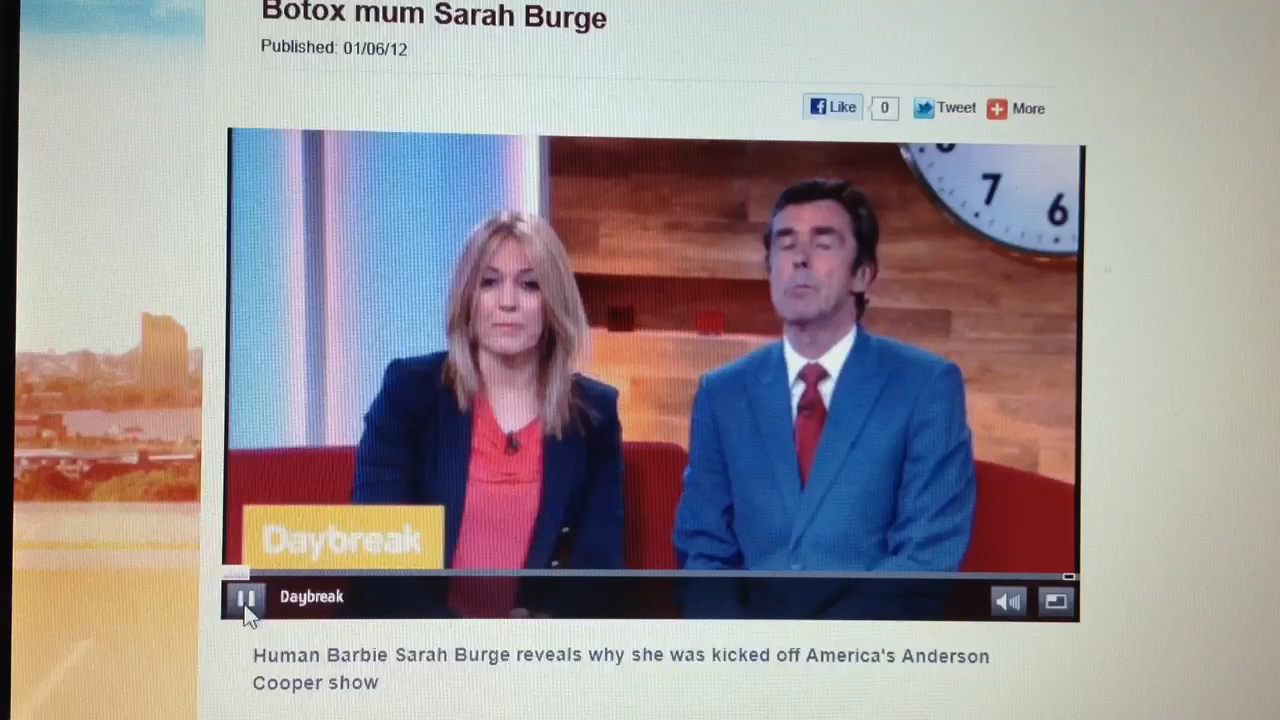 Botox mum Sarah Burge
Published: 01/06/12
Like
0
Tweet
More
7
6
Daybreak
Daybreak
Human Barbie Sarah Burge reveals why she was kicked off America's Anderson
Cooper show